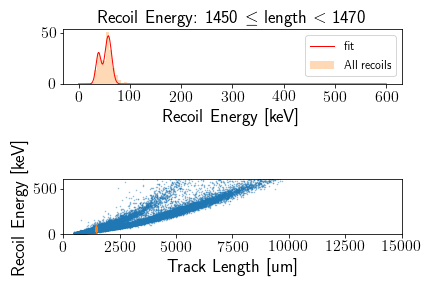 Recoil Energy: 1450 ≤ length < 1470
50
0
fit
All recoils
0 100 200 300 400 500 600
Recoil Energy [keV]
Recoil Energy [keV]
500
0
0 2500 5000 7500 10000 12500 15000
Track Length [um]